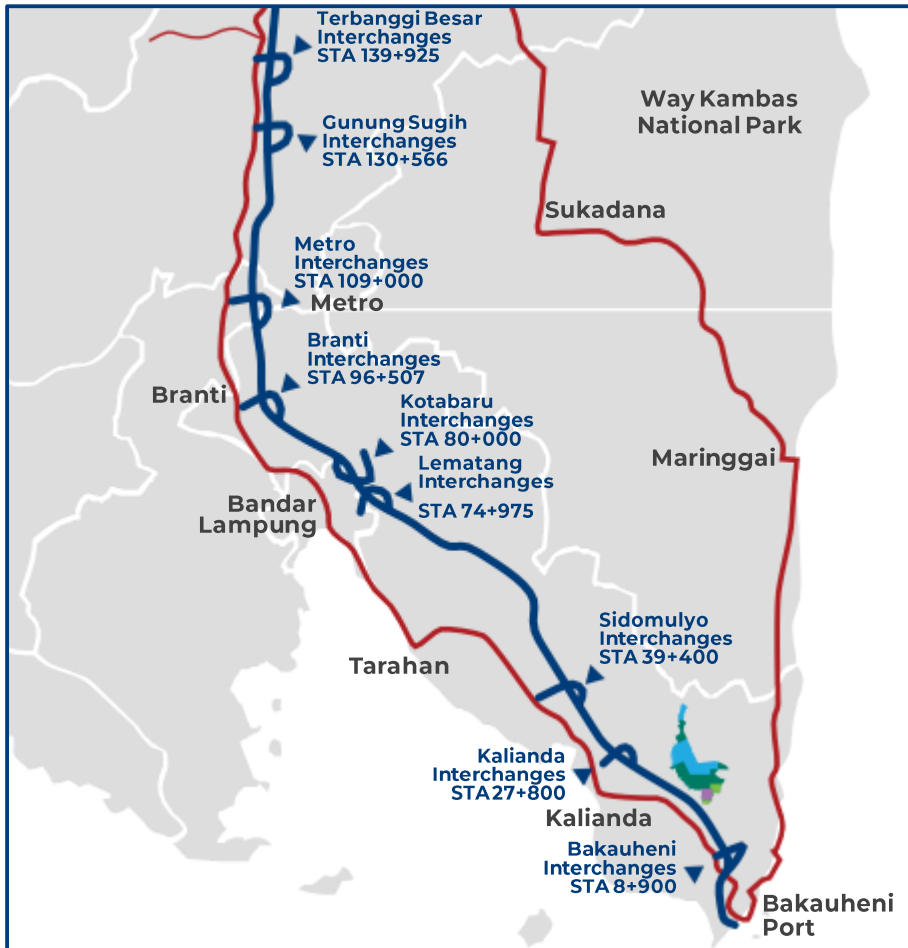 Terbanggi Besar
Interchanges
STA 139+925
Way Kambas
National Park
Gunung Sugih
Interchanges
STA 130+566
Sukadana
Metro
Interchanges
STA 109+000
Metro
Branti
Interchanges
STA 96+507
Branti
Kotabaru
Interchanges
STA 80+000
Maringgai
Lematang
Interchanges
STA 74+975
Bandar
Lampung
Sidomulyo
Interchanges
STA 39+400
Tarahan
Kalianda
Interchanges
STA27+800
Kalianda
Bakauheni
Interchanges
STA 8+900
Bakauheni
Port